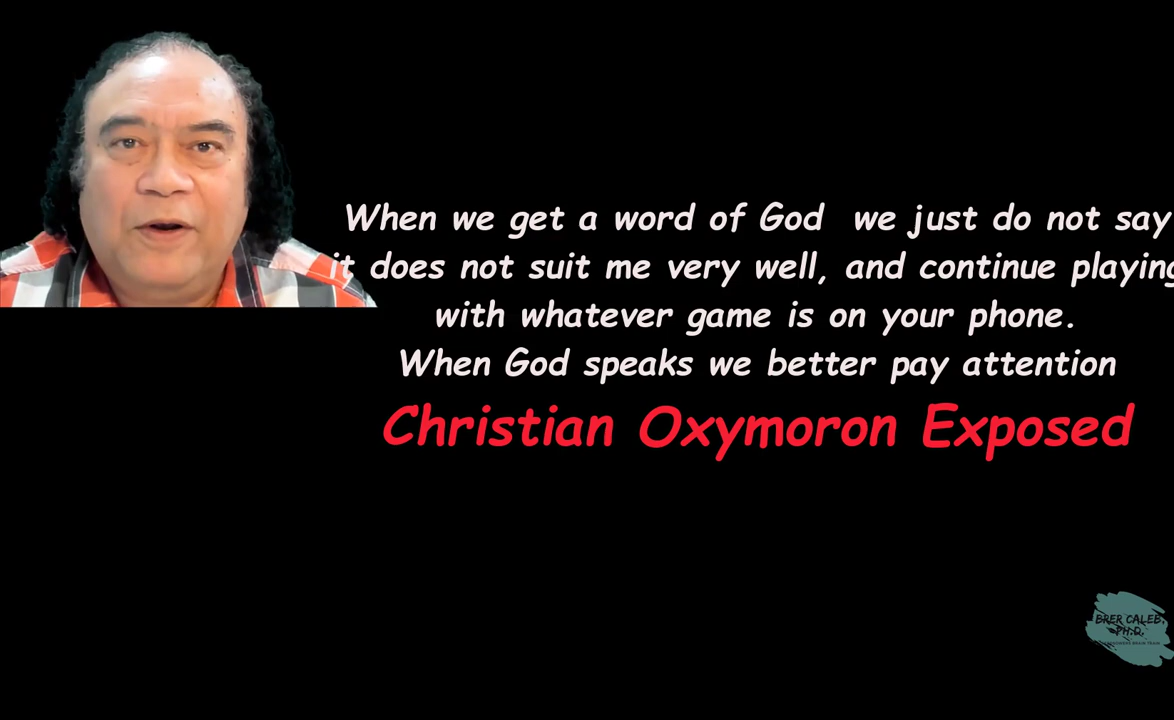 When we get a word of God we just do not say
it does not suit me very well, and continue playing
with whatever game is on your phone.
When God speaks we better pay attention
Christian Oxymoron Exposed
BRER CALEB,
PH.D.